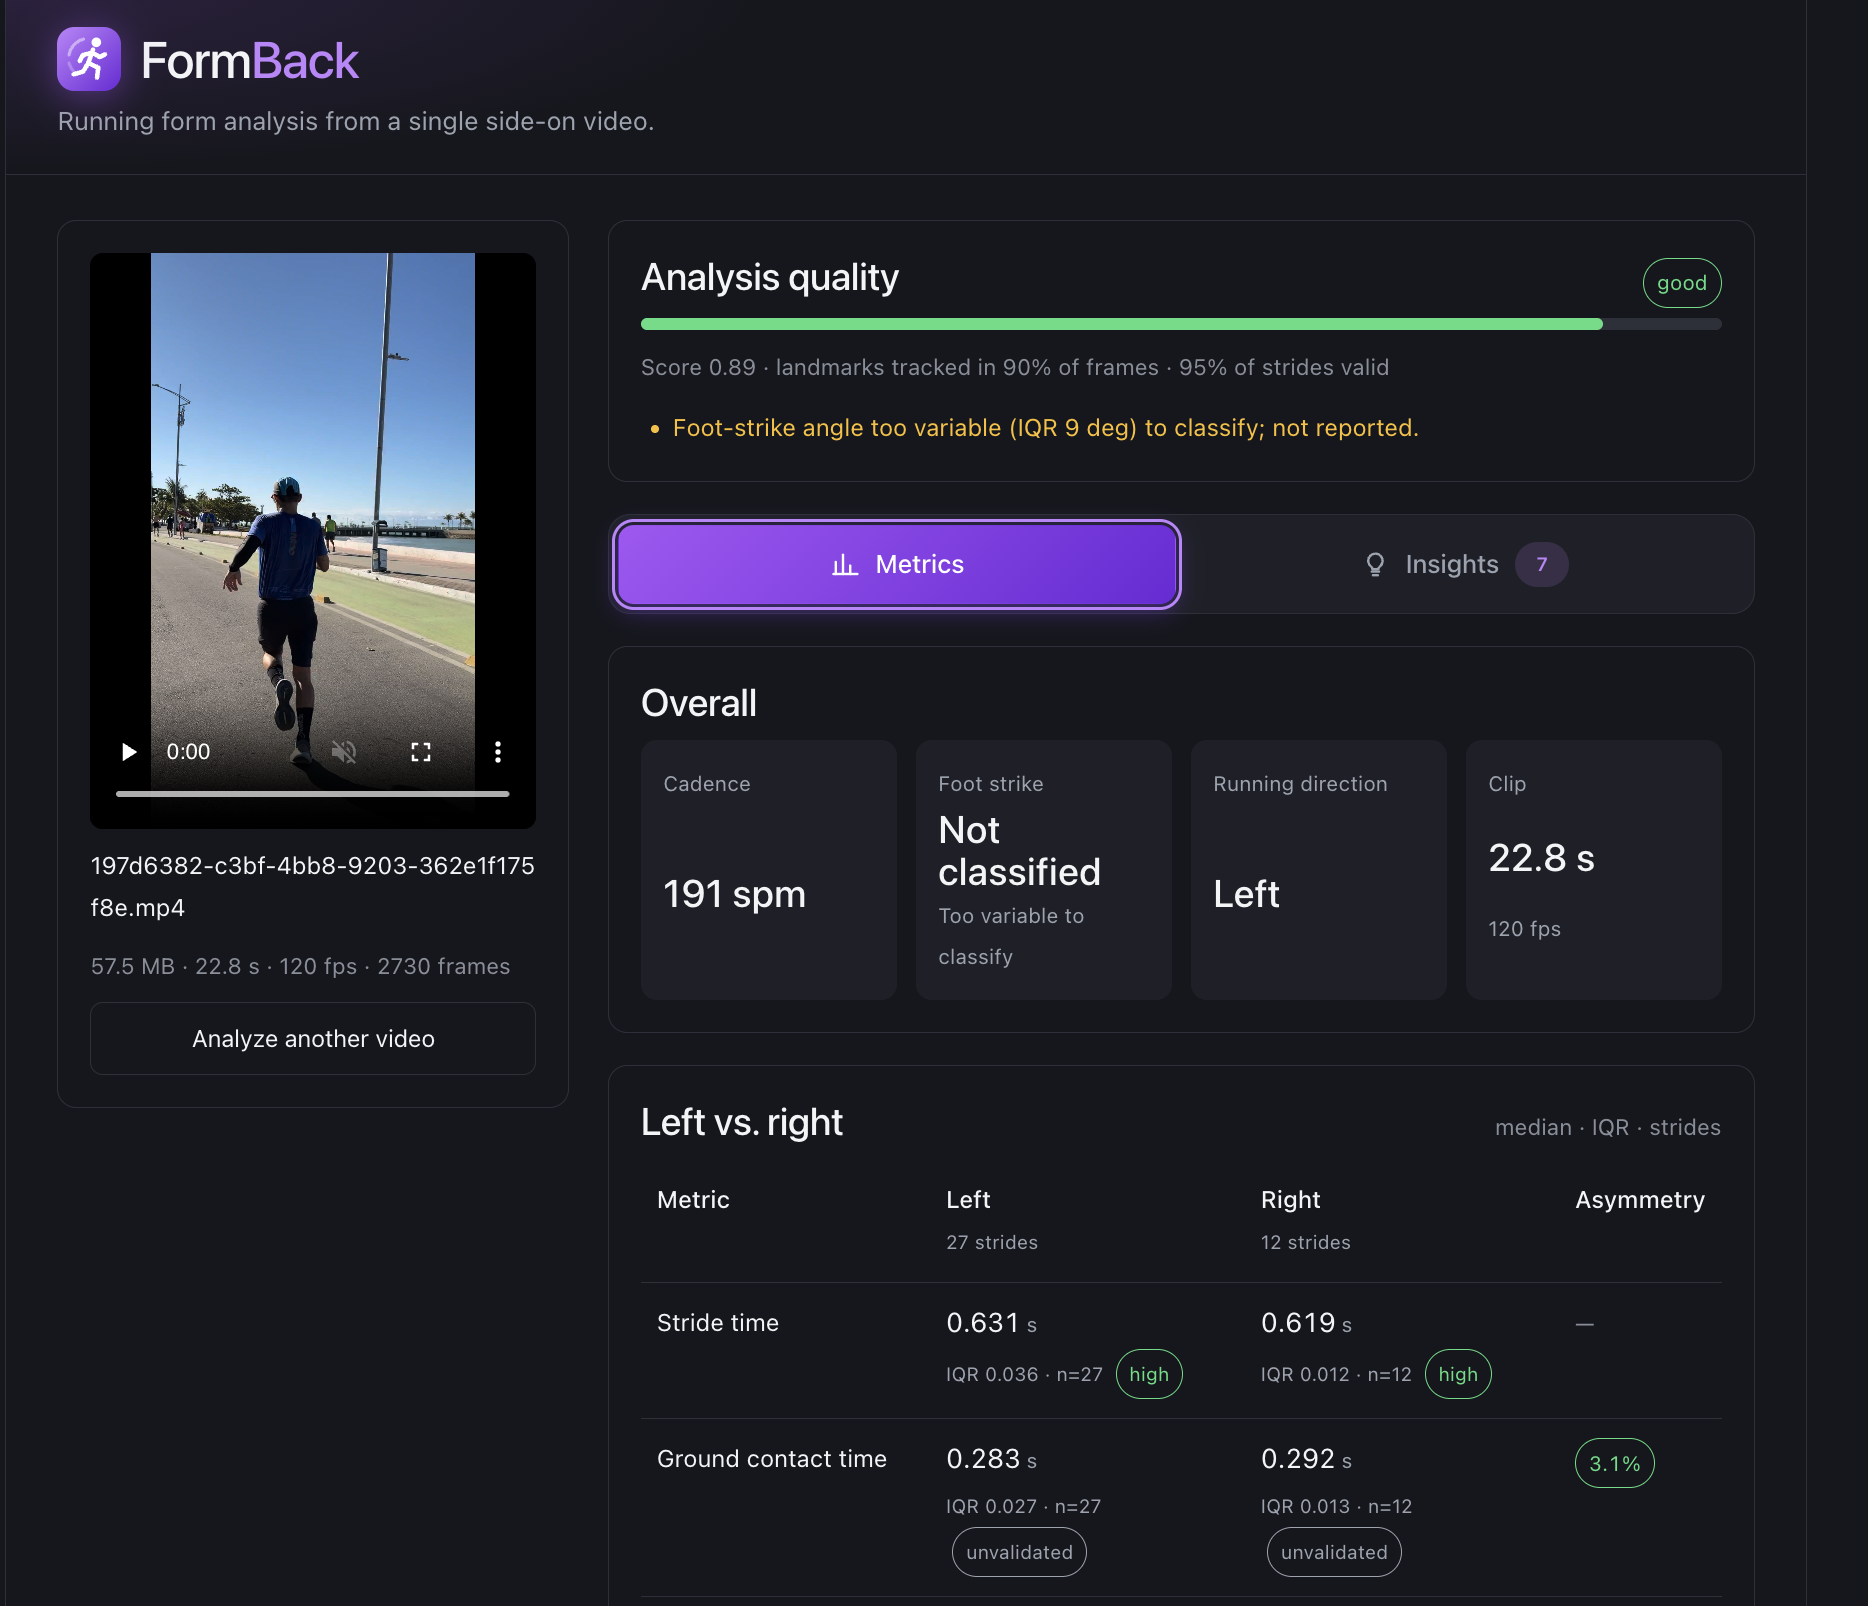 FormBack
Running form analysis from a single side-on video.
0:00
197d6382-c3bf-4bb8-9203-362e1f175
f8e.mp4
57.5 MB · 22.8 s · 120 fps · 2730 frames
Analyze another video
Analysis quality
good
Score 0.89 · landmarks tracked in 90% of frames · 95% of strides valid
• Foot-strike angle too variable (IQR 9 deg) to classify; not reported.
Metrics
Insights 7
Overall
Cadence
191 spm
Foot strike
Not
classified
Too variable to
classify
Running direction
Left
Clip
22.8 s
120 fps
Left vs. right
median · IQR · strides
Metric Left Right Asymmetry
27 strides 12 strides
Stride time 0.631 s 0.619 s —
IQR 0.036 · n=27 high IQR 0.012 · n=12 high
Ground contact time 0.283 s 0.292 s 3.1%
IQR 0.027 · n=27 IQR 0.013 · n=12
unvalidated unvalidated